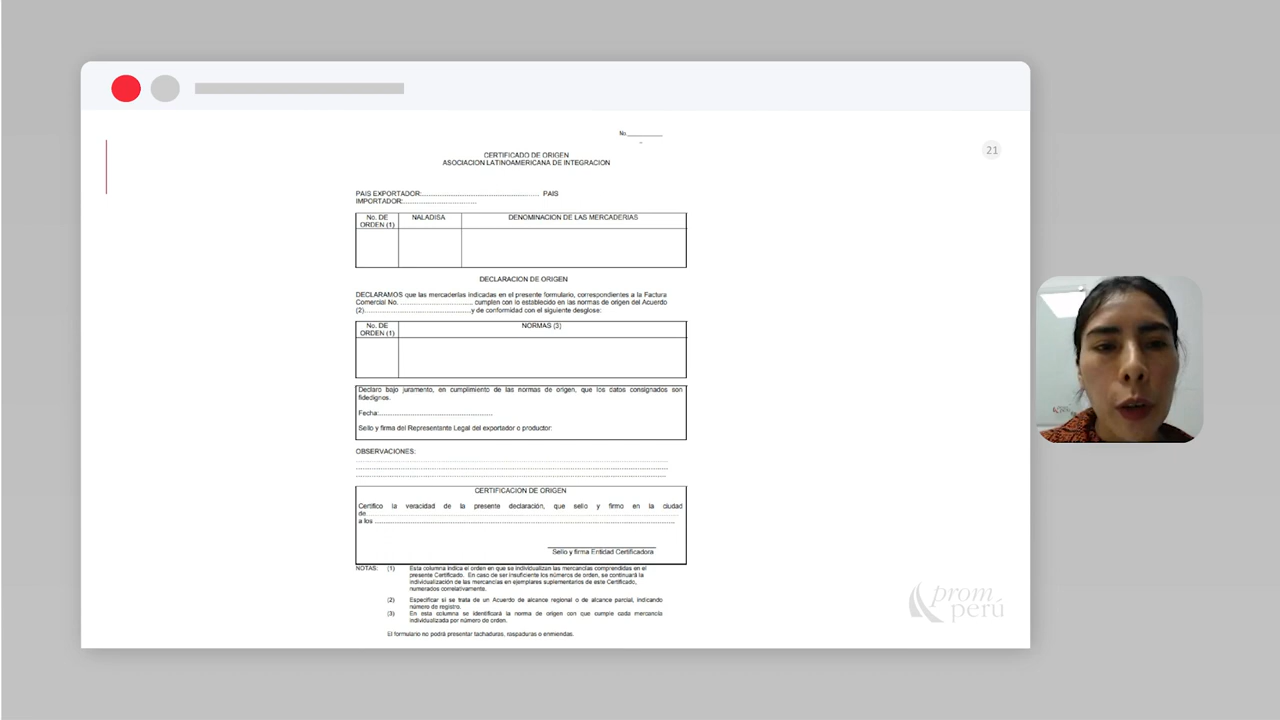 No.___________
21
CERTIFICADO DE ORIGEN
ASOCIACION LATINOAMERICANA DE INTEGRACION
PAIS EXPORTADOR:................................................. PAIS
IMPORTADOR:..............................
No. DE ORDEN (1) NALADISA DENOMINACION DE LAS MERCADERIAS
DECLARACION DE ORIGEN
DECLARAMOS que las mercaderías indicadas en el presente formulario, correspondientes a la Factura
Comercial No. .............................. cumplen con lo establecido en las normas de origen del Acuerdo
(2)............................................y de conformidad con el siguiente desglose:
No. DE ORDEN (1) NORMAS (3)
Declaro bajo juramento, en cumplimiento de las normas de origen, que los datos consignados son
fidedignos.
Fecha:..............................................
Sello y firma del Representante Legal del exportador o productor:
OBSERVACIONES:
CERTIFICACION DE ORIGEN
Certifico la veracidad de la presente declaración, que sello y firmo en la ciudad
de
a los
Sello y firma Entidad Certificadora
NOTAS: (1) Esta columna indica el orden en que se individualizan las mercancías comprendidas en el
presente Certificado. En caso de ser insuficiente los números de orden, se continuará la
individualización de las mercancías en ejemplares suplementarios de este Certificado,
numerados correlativamente.
(2) Especificar si se trata de un Acuerdo de alcance regional o de alcance parcial, indicando
número de registro.
(3) En esta columna se identificará la norma de origen con que cumple cada mercancía
individualizada por número de orden.
El formulario no podrá presentar tachaduras, raspaduras o enmiendas.
prom
perú